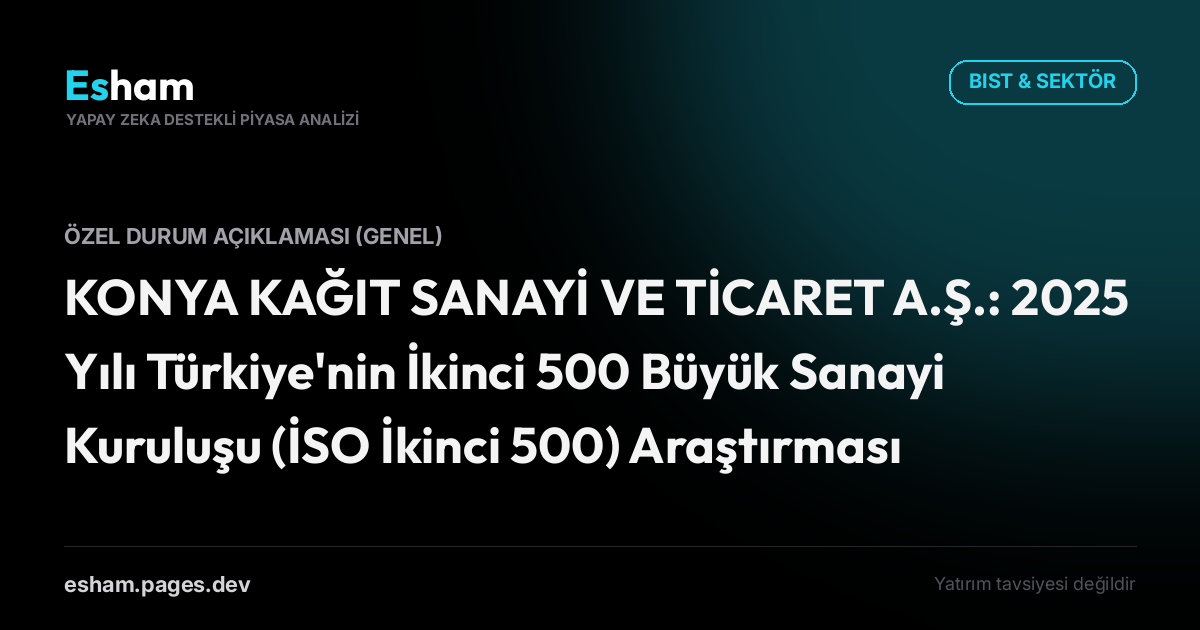 Esham
BIST & SEKTÖR
YAPAY ZEKA DESTEKLİ PİYASA ANALİZİ
ÖZEL DURUM AÇIKLAMASI (GENEL)
KONYA KAĞIT SANAYİ VE TİCARET A.Ş.: 2025
Yılı Türkiye'nin İkinci 500 Büyük Sanayi
Kuruluşu (İSO İkinci 500) Araştırması
esham.pages.dev
Yatırım tavsiyesi değildir